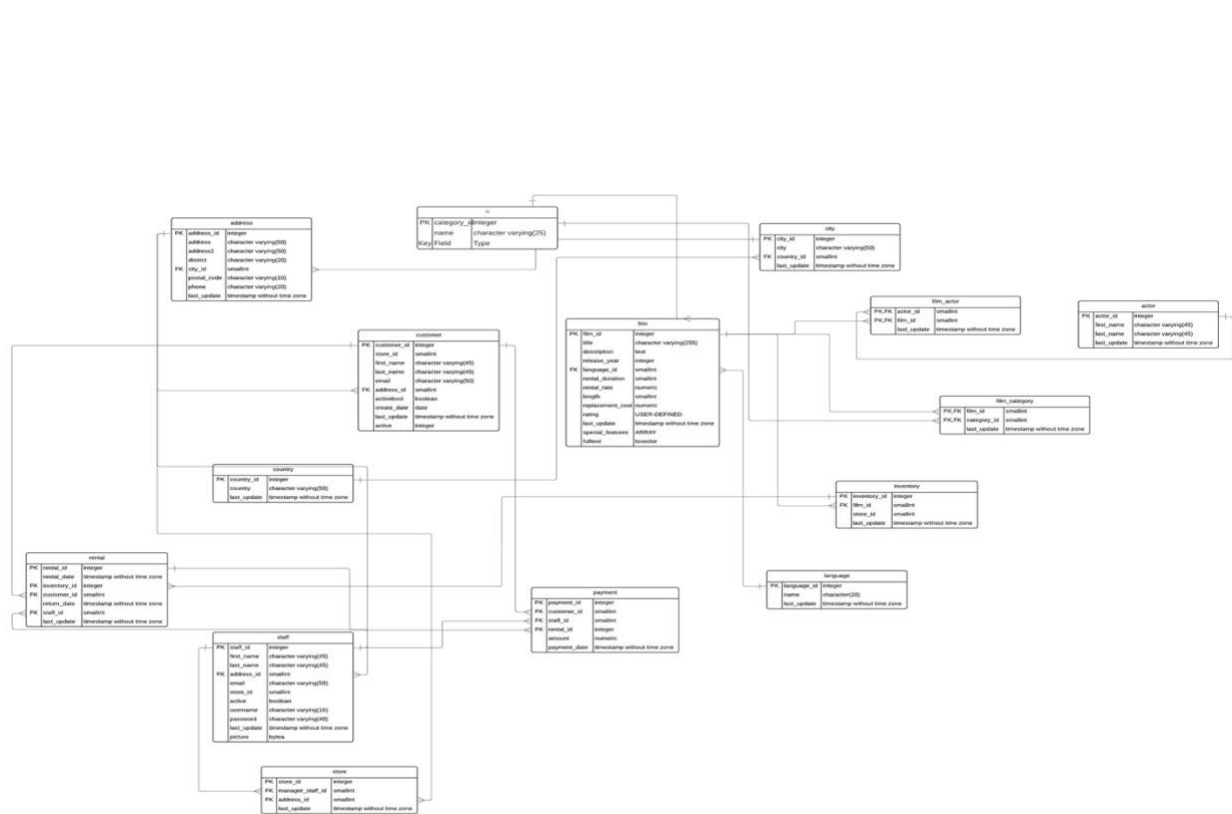 address
PK address_id integer
address character varying(50)
address2 character varying(50)
district character varying(20)
FK city_id smallint
postal_code character varying(10)
phone character varying(20)
last_update timestamp without time zone
PK category_id integer
name character varying(25)
Key Field Type
city
PK city_id integer
city character varying(50)
FK country_id smallint
last_update timestamp without time zone
film_actor
PK,FK actor_id smallint
PK,FK film_id smallint
last_update timestamp without time zone
actor
PK actor_id integer
first_name character varying(45)
last_name character varying(45)
last_update timestamp without time zone
customer
PK customer_id integer
store_id smallint
first_name character varying(45)
last_name character varying(45)
email character varying(50)
FK address_id smallint
activebool boolean
create_date date
last_update timestamp without time zone
active integer
film
PK film_id integer
title character varying(255)
description text
release_year integer
FK language_id smallint
rental_duration smallint
rental_rate numeric
length smallint
replacement_cost numeric
rating USER-DEFINED
last_update timestamp without time zone
special_features ARRAY
fulltext tsvector
film_category
PK,FK film_id smallint
PK,FK category_id smallint
last_update timestamp without time zone
country
PK country_id integer
country character varying(50)
last_update timestamp without time zone
inventory
PK inventory_id integer
FK film_id smallint
store_id smallint
last_update timestamp without time zone
rental
PK rental_id integer
rental_date timestamp without time zone
FK inventory_id integer
FK customer_id smallint
return_date timestamp without time zone
FK staff_id smallint
last_update timestamp without time zone
language
PK language_id integer
name character(20)
last_update timestamp without time zone
payment
PK payment_id integer
FK customer_id smallint
FK staff_id smallint
FK rental_id integer
amount numeric
payment_date timestamp without time zone
staff
PK staff_id integer
first_name character varying(45)
last_name character varying(45)
FK address_id smallint
email character varying(50)
store_id smallint
active boolean
username character varying(16)
password character varying(40)
last_update timestamp without time zone
picture bytea
store
PK store_id integer
FK manager_staff_id smallint
FK address_id smallint
last_update timestamp without time zone